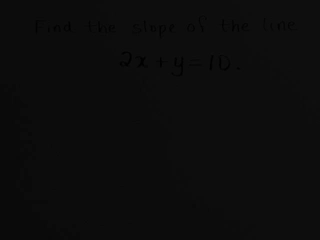 Find the slope of the line
2x + y = 10.